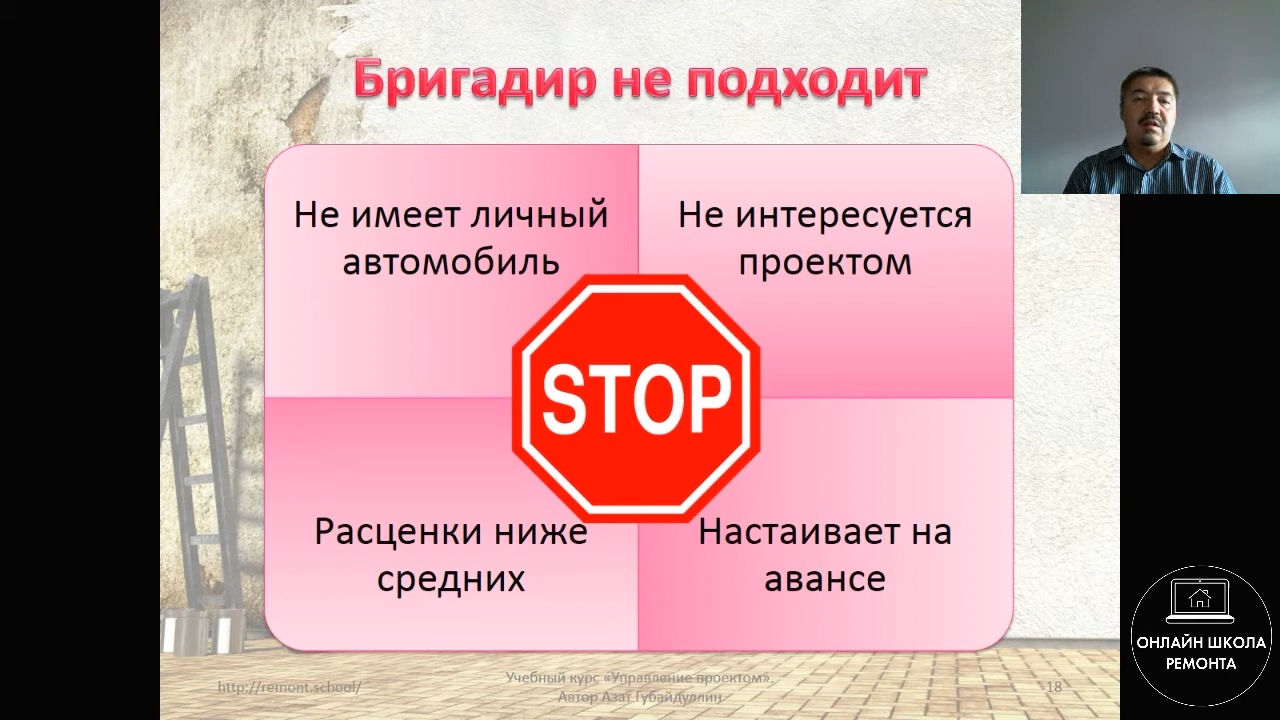 Бригадир не подходит
Не имеет личный
автомобиль
Не интересуется
проектом
STOP
Расценки ниже
средних
Настаивает на
авансе
http://remont.school/
Учебный курс «Управление проектом».
Автор Азат Губайдуллин
18
ОНЛАЙН ШКОЛА
РЕМОНТА